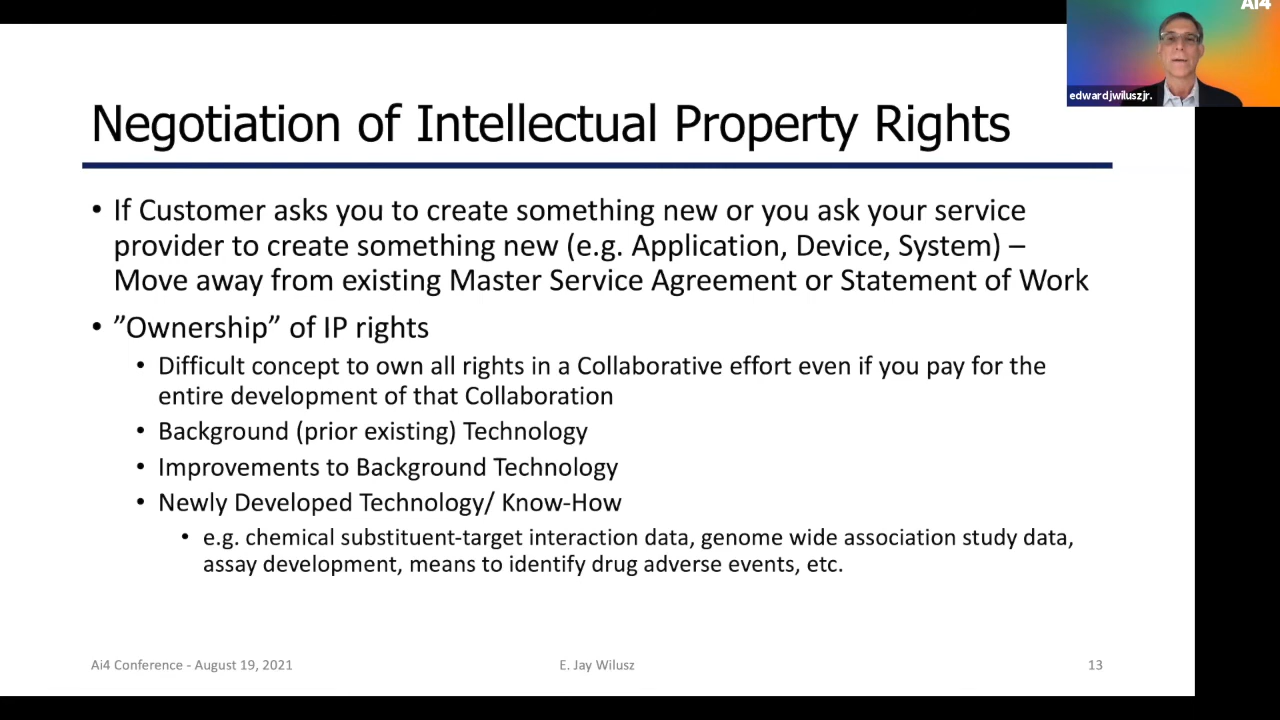 Ai4
edwardjwiluszjr.
Negotiation of Intellectual Property Rights
• If Customer asks you to create something new or you ask your service
provider to create something new (e.g. Application, Device, System) –
Move away from existing Master Service Agreement or Statement of Work
• ”Ownership” of IP rights
• Difficult concept to own all rights in a Collaborative effort even if you pay for the
entire development of that Collaboration
• Background (prior existing) Technology
• Improvements to Background Technology
• Newly Developed Technology/ Know-How
• e.g. chemical substituent-target interaction data, genome wide association study data,
assay development, means to identify drug adverse events, etc.
Ai4 Conference - August 19, 2021
E. Jay Wilusz
13